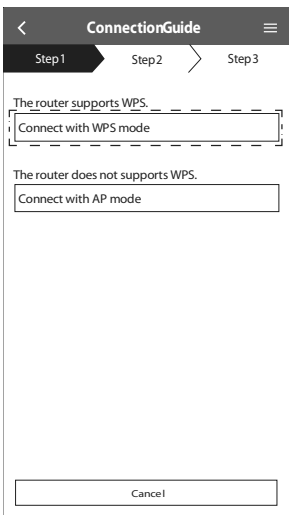 ConnectionGuide
Step1 Step2 Step3
The router supports WPS.
Connect with WPS mode
The router does not supports WPS.
Connect with AP mode
Cancel